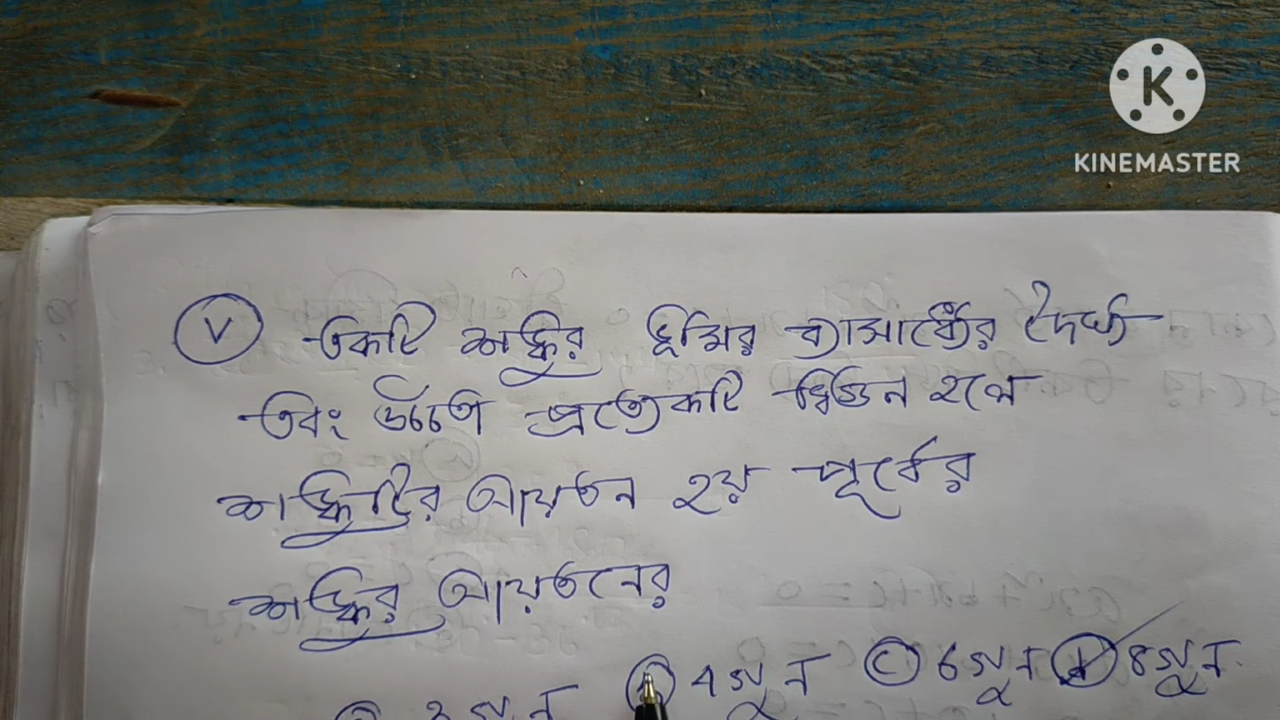 KINEMASTER
V একটি শঙ্কুর ভূমির ব্যাসার্ধের দৈর্ঘ্য
এবং উচ্চতা প্রত্যেকটি দ্বিগুন হলে
শঙ্কুটির আয়তন হয় পূর্বের
শঙ্কুর আয়তনের
গুন 4 গুন C 6 গুন D 8 গুন